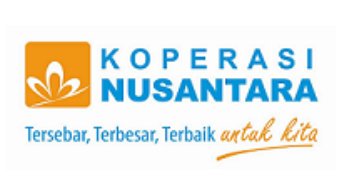 KOPERASI
NUSANTARA
Tersebar, Terbesar, Terbaik untuk kita